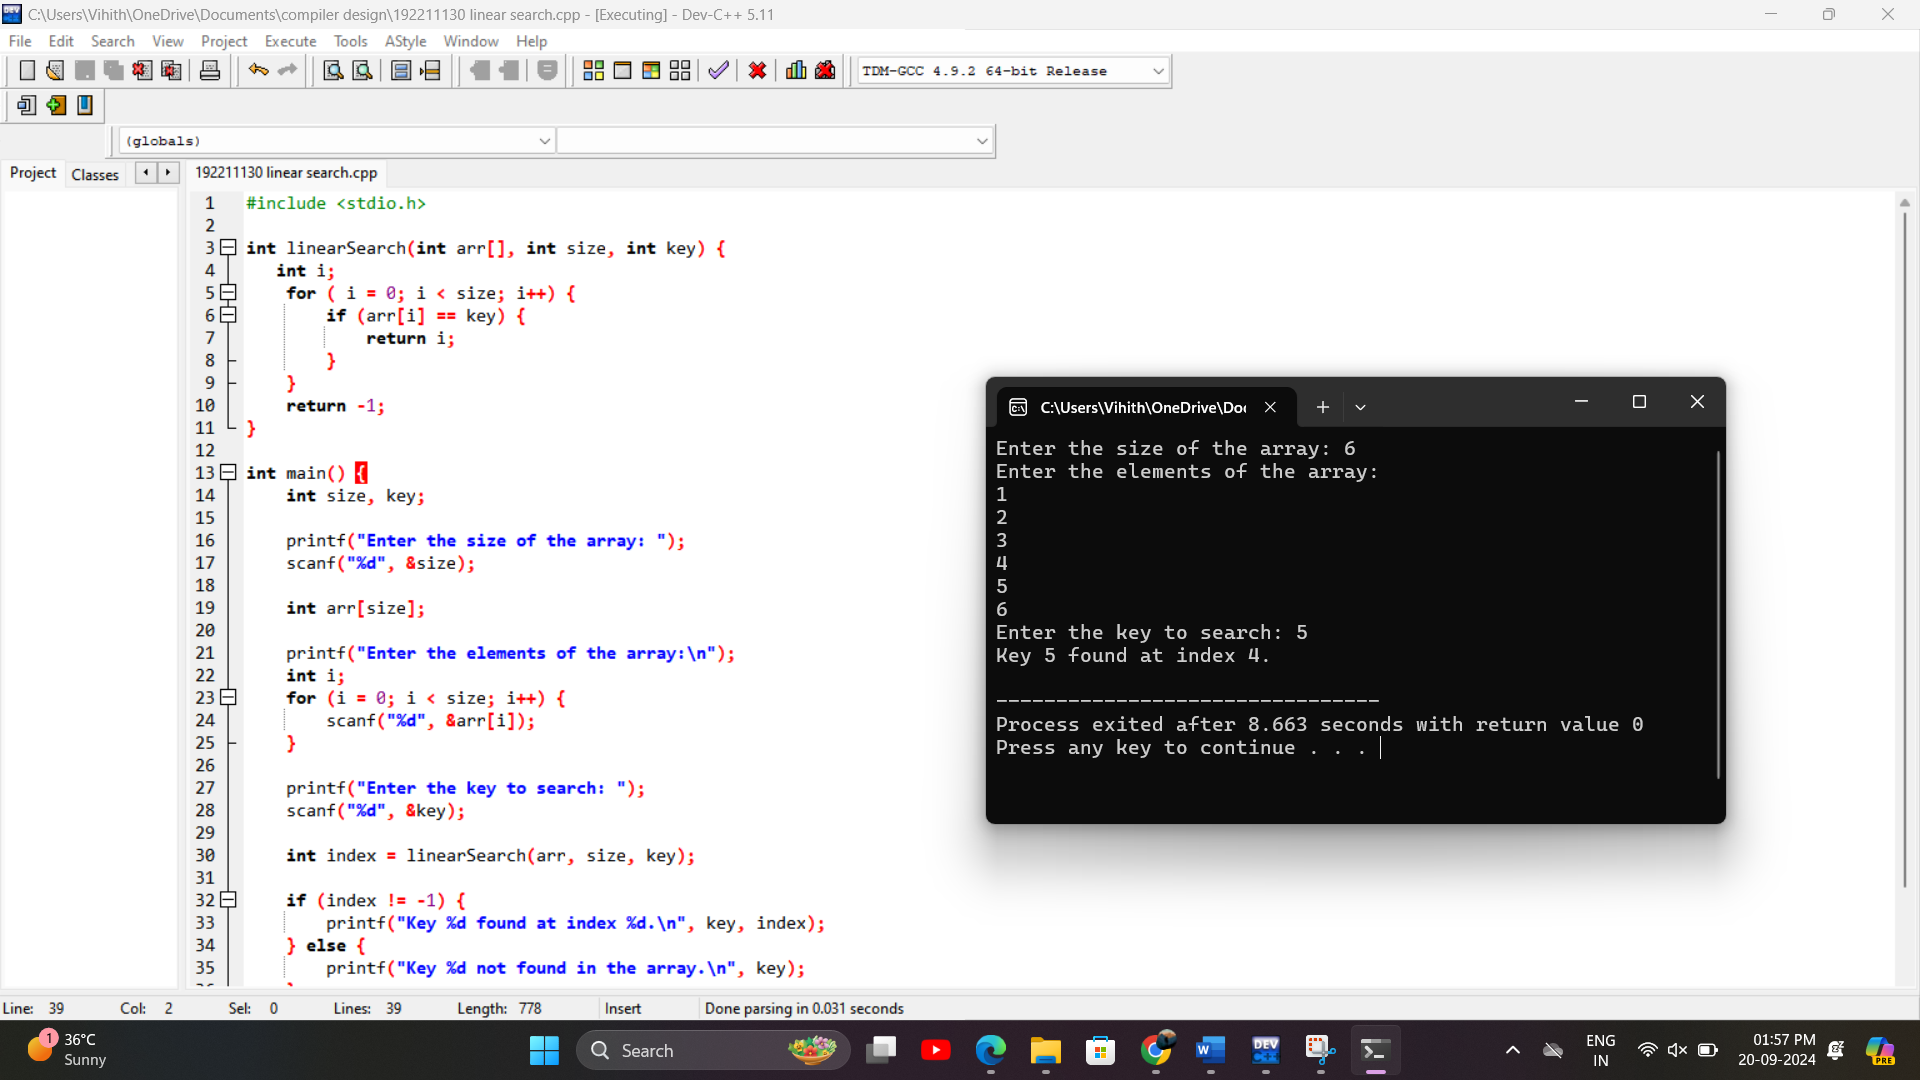 C:\Users\Vihith\OneDrive\Documents\compiler design\192211130 linear search.cpp - [Executing] - Dev-C++ 5.11
File Edit Search View Project Execute Tools AStyle Window Help
TDM-GCC 4.9.2 64-bit Release
(globals)
Project Classes 192211130 linear search.cpp
1 #include <stdio.h>
2
3 int linearSearch(int arr[], int size, int key) {
4 int i;
5 for ( i = 0; i < size; i++) {
6 if (arr[i] == key) {
7 return i;
8 }
9 }
10 return -1;
11 }
12
13 int main() {
14 int size, key;
15
16 printf("Enter the size of the array: ");
17 scanf("%d", &size);
18
19 int arr[size];
20
21 printf("Enter the elements of the array:\n");
22 int i;
23 for (i = 0; i < size; i++) {
24 scanf("%d", &arr[i]);
25 }
26
27 printf("Enter the key to search: ");
28 scanf("%d", &key);
29
30 int index = linearSearch(arr, size, key);
31
32 if (index != -1) {
33 printf("Key %d found at index %d.\n", key, index);
34 } else {
35 printf("Key %d not found in the array.\n", key);
C:\Users\Vihith\OneDrive\Doc
Enter the size of the array: 6
Enter the elements of the array:
1
2
3
4
5
6
Enter the key to search: 5
Key 5 found at index 4.
--------------------------------
Process exited after 8.663 seconds with return value 0
Press any key to continue . . .
Line: 39 Col: 2 Sel: 0 Lines: 39 Length: 778 Insert Done parsing in 0.031 seconds
1 36°C
Sunny
Search
DEV
C++
ENG
IN
01:57 PM
20-09-2024
PRE